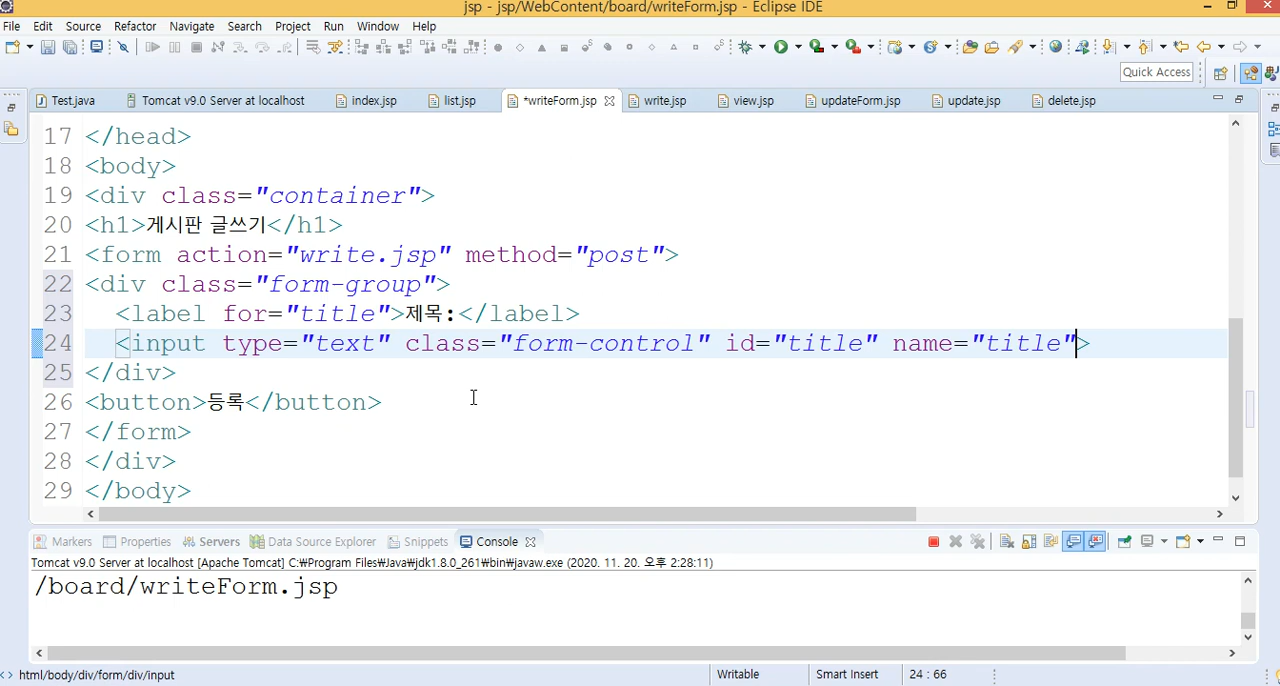 jsp - jsp/WebContent/board/writeForm.jsp - Eclipse IDE
File Edit Source Refactor Navigate Search Project Run Window Help
Quick Access
Test.java Tomcat v9.0 Server at localhost index.jsp list.jsp *writeForm.jsp write.jsp view.jsp updateForm.jsp update.jsp delete.jsp
17 </head>
18 <body>
19 <div class="container">
20 <h1>게시판 글쓰기</h1>
21 <form action="write.jsp" method="post">
22 <div class="form-group">
23 <label for="title">제목:</label>
24 <input type="text" class="form-control" id="title" name="title">
25 </div>
26 <button>등록</button>
27 </form>
28 </div>
29 </body>
Markers Properties Servers Data Source Explorer Snippets Console
Tomcat v9.0 Server at localhost [Apache Tomcat] C:₩Program Files₩Java₩jdk1.8.0_261₩bin₩javaw.exe (2020. 11. 20. 오후 2:28:11)
/board/writeForm.jsp
html/body/div/form/div/input Writable Smart Insert 24 : 66